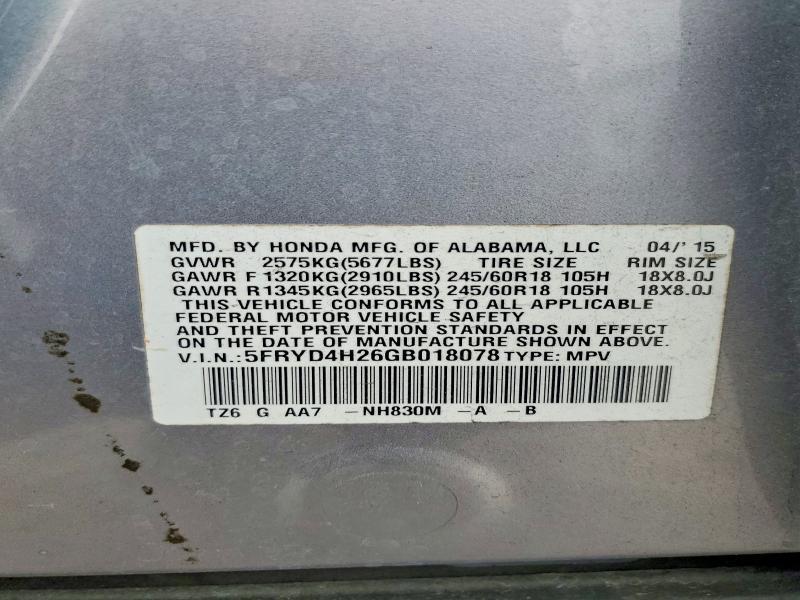 MFD. BY HONDA MFG. OF ALABAMA, LLC 04/'15
GVWR 2575KG(5677LBS) TIRE SIZE RIM SIZE
GAWR F1320KG(2910LBS) 245/60R18 105H 18X8.0J
GAWR R1345KG(2965LBS) 245/60R18 105H 18X8.0J
THIS VEHICLE CONFORMS TO ALL APPLICABLE
FEDERAL MOTOR VEHICLE SAFETY
AND THEFT PREVENTION STANDARDS IN EFFECT
ON THE DATE OF MANUFACTURE SHOWN ABOVE.
V.I.N.:5FRYD4H26GB018078 TYPE: MPV
TZ6 G AA7 -NH830M -A -B